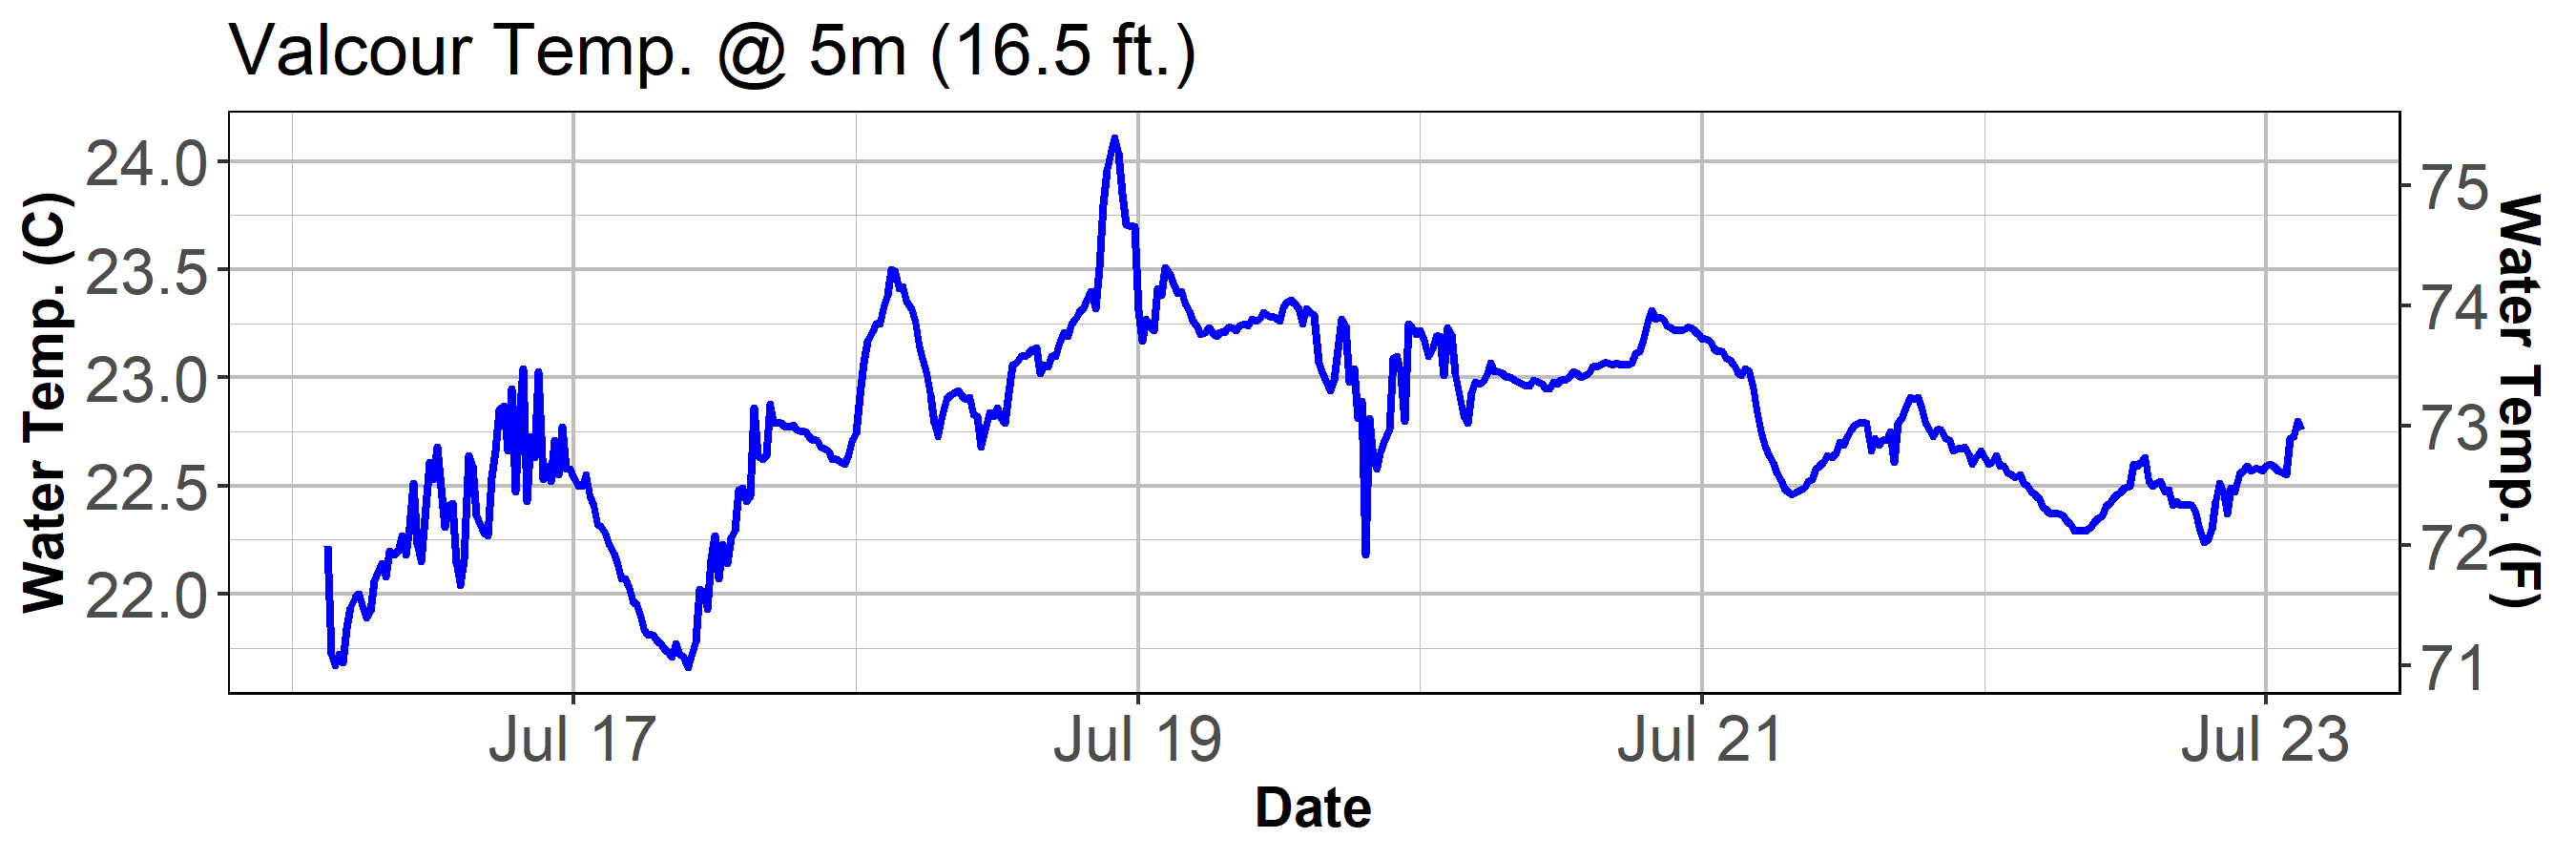 Valcour Temp. @ 5m (16.5 ft.)
Water Temp. (C)
24.0
23.5
23.0
22.5
22.0
75
74
73
72
71
Water Temp. (F)
Jul 17
Jul 19
Jul 21
Jul 23
Date